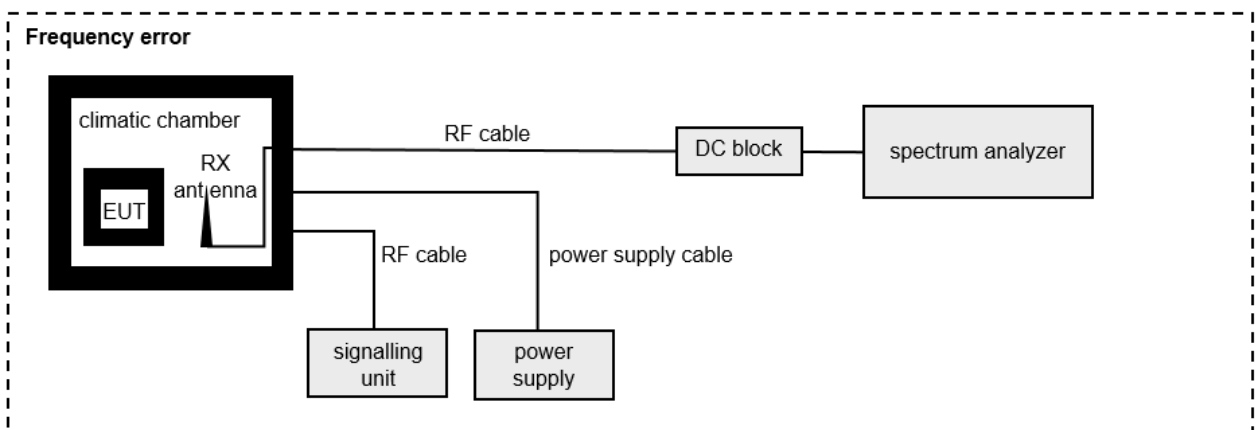 Frequency error
climatic chamber
RX
antenna
EUT
RF cable
DC block
spectrum analyzer
RF cable
power supply cable
signalling
unit
power
supply